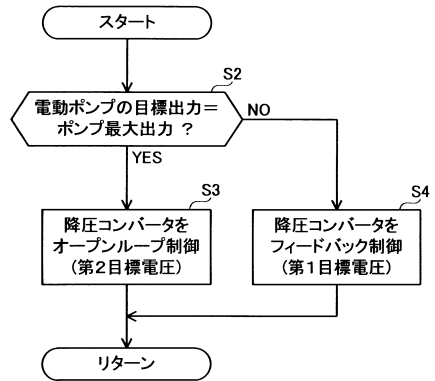 スタート
S2
電動ポンプの目標出力＝
ポンプ最大出力 ？
NO
YES
S3
降圧コンバータを
オープンループ制御
(第2目標電圧)
S4
降圧コンバータを
フィードバック制御
(第1目標電圧)
リターン